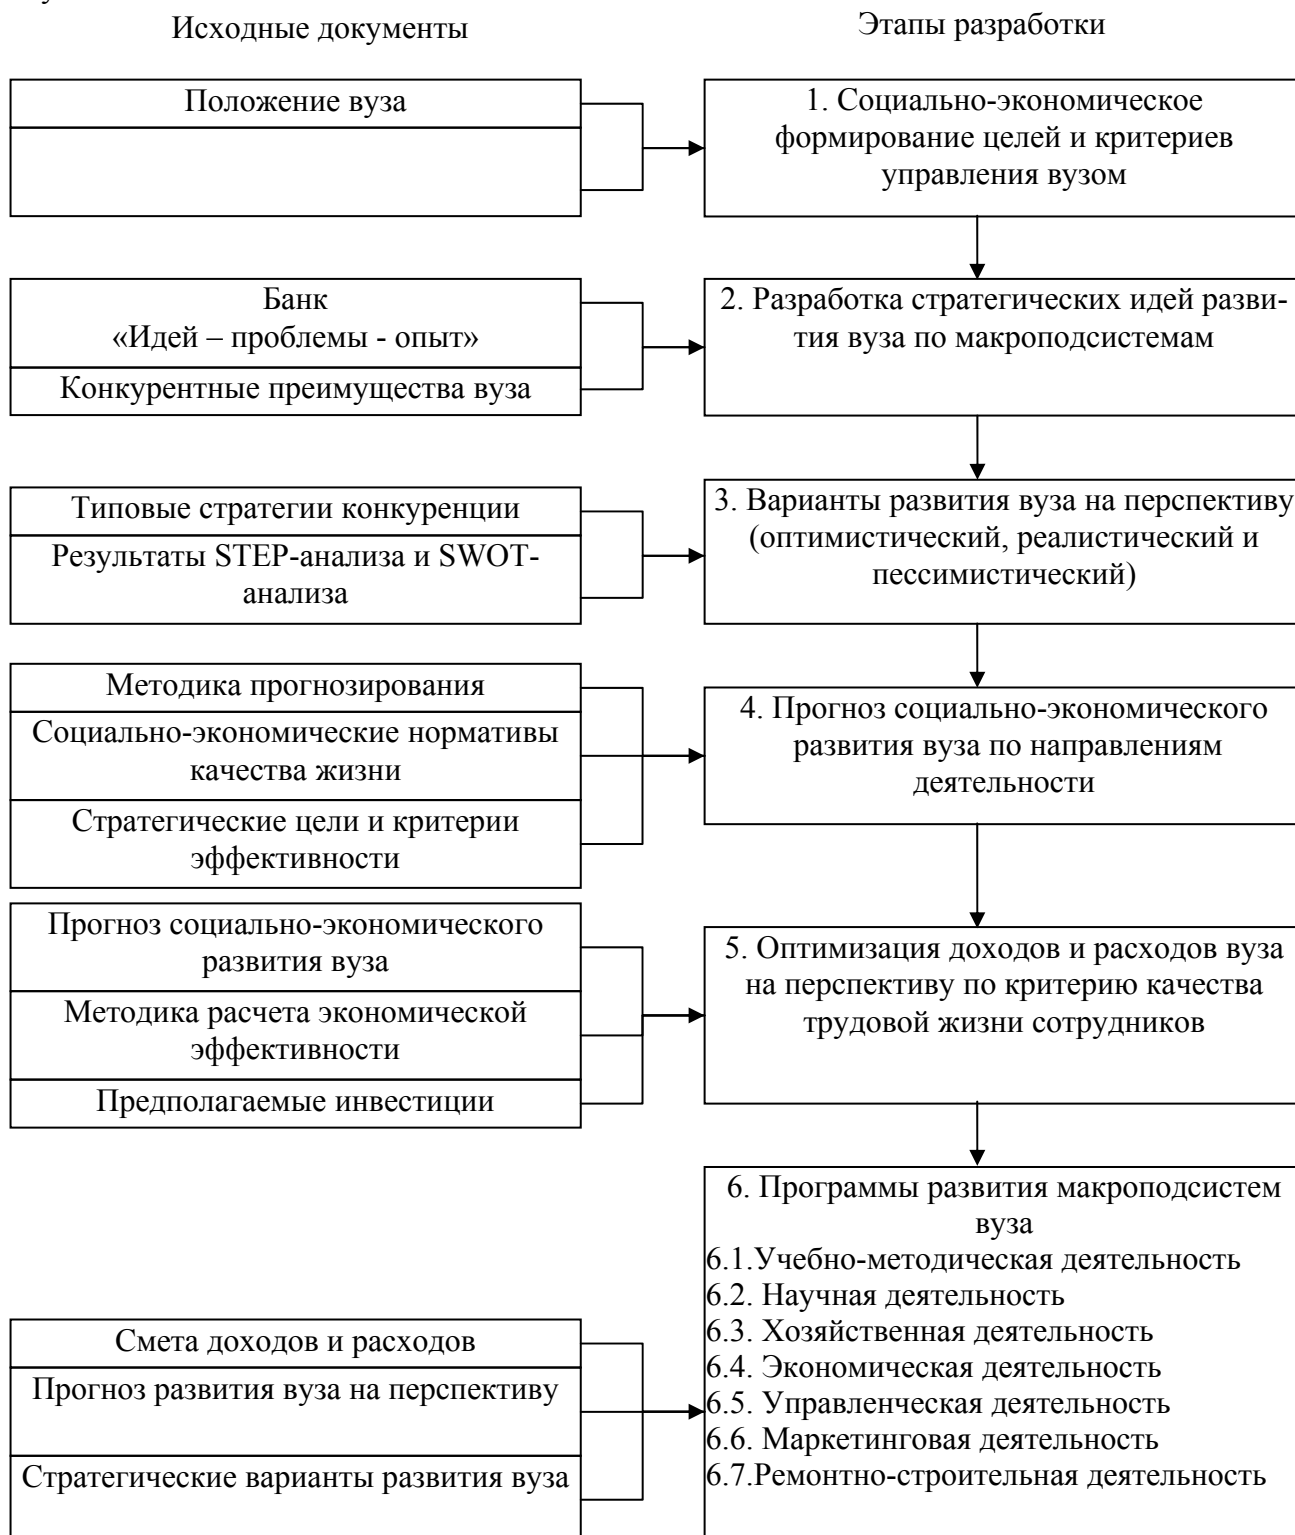 Исходные документы
Этапы разработки
Положение вуза
1. Социально-экономическое
формирование целей и критериев
управления вузом
Банк
«Идей – проблемы - опыт»
Конкурентные преимущества вуза
2. Разработка стратегических идей разви-
тия вуза по макроподсистемам
Типовые стратегии конкуренции
Результаты STEP-анализа и SWOT-
анализа
3. Варианты развития вуза на перспективу
(оптимистический, реалистический и
пессимистический)
Методика прогнозирования
Социально-экономические нормативы
качества жизни
Стратегические цели и критерии
эффективности
4. Прогноз социально-экономического
развития вуза по направлениям
деятельности
Прогноз социально-экономического
развития вуза
Методика расчета экономической
эффективности
Предполагаемые инвестиции
5. Оптимизация доходов и расходов вуза
на перспективу по критерию качества
трудовой жизни сотрудников
Смета доходов и расходов
Прогноз развития вуза на перспективу
Стратегические варианты развития вуза
6. Программы развития макроподсистем
вуза
6.1.Учебно-методическая деятельность
6.2. Научная деятельность
6.3. Хозяйственная деятельность
6.4. Экономическая деятельность
6.5. Управленческая деятельность
6.6. Маркетинговая деятельность
6.7.Ремонтно-строительная деятельность